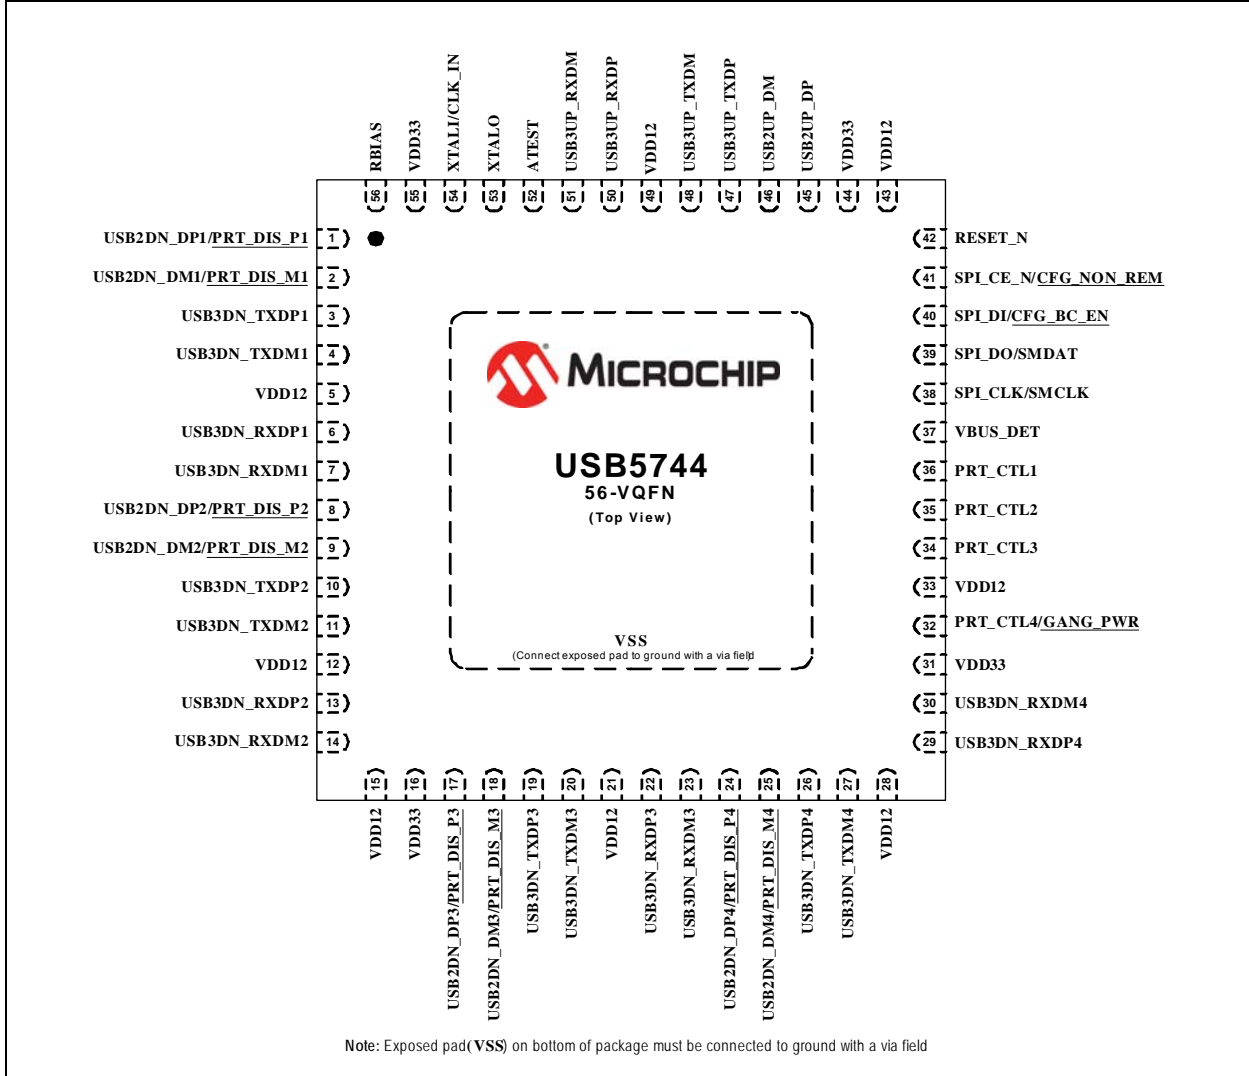 RBIAS
VDD33
XTALI/CLK_IN
XTALO
ATEST
USB3UP_RXDM
USB3UP_RXDP
VDD12
USB3UP_TXDM
USB3UP_TXDP
USB2UP_DM
USB2UP_DP
VDD33
VDD12
56
55
54
53
52
51
50
49
48
47
46
45
44
43
USB2DN_DP1/PRT_DIS_P1 1
USB2DN_DM1/PRT_DIS_M1 2
USB3DN_TXDP1 3
USB3DN_TXDM1 4
VDD12 5
USB3DN_RXDP1 6
USB3DN_RXDM1 7
USB2DN_DP2/PRT_DIS_P2 8
USB2DN_DM2/PRT_DIS_M2 9
USB3DN_TXDP2 10
USB3DN_TXDM2 11
VDD12 12
USB3DN_RXDP2 13
USB3DN_RXDM2 14
MICROCHIP
USB5744
56-VQFN
(Top View)
VSS
(Connect exposed pad to ground with a via field)
42 RESET_N
41 SPI_CE_N/CFG_NON_REM
40 SPI_DI/CFG_BC_EN
39 SPI_DO/SMDAT
38 SPI_CLK/SMCLK
37 VBUS_DET
36 PRT_CTL1
35 PRT_CTL2
34 PRT_CTL3
33 VDD12
32 PRT_CTL4/GANG_PWR
31 VDD33
30 USB3DN_RXDM4
29 USB3DN_RXDP4
15
16
17
18
19
20
21
22
23
24
25
26
27
28
VDD12
VDD33
USB2DN_DP3/PRT_DIS_P3
USB2DN_DM3/PRT_DIS_M3
USB3DN_TXDP3
USB3DN_TXDM3
VDD12
USB3DN_RXDP3
USB3DN_RXDM3
USB2DN_DP4/PRT_DIS_P4
USB2DN_DM4/PRT_DIS_M4
USB3DN_TXDP4
USB3DN_TXDM4
VDD12
Note: Exposed pad (VSS) on bottom of package must be connected to ground with a via field